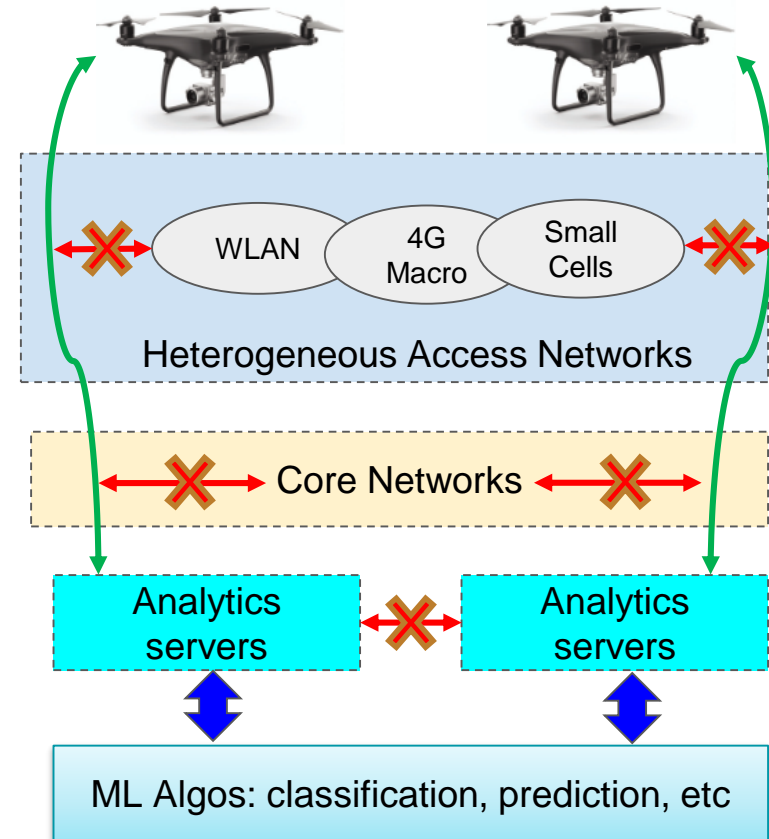 WLAN
4G
Macro
Small
Cells
Heterogeneous Access Networks
Core Networks
Analytics
servers
Analytics
servers
ML Algos: classification, prediction, etc